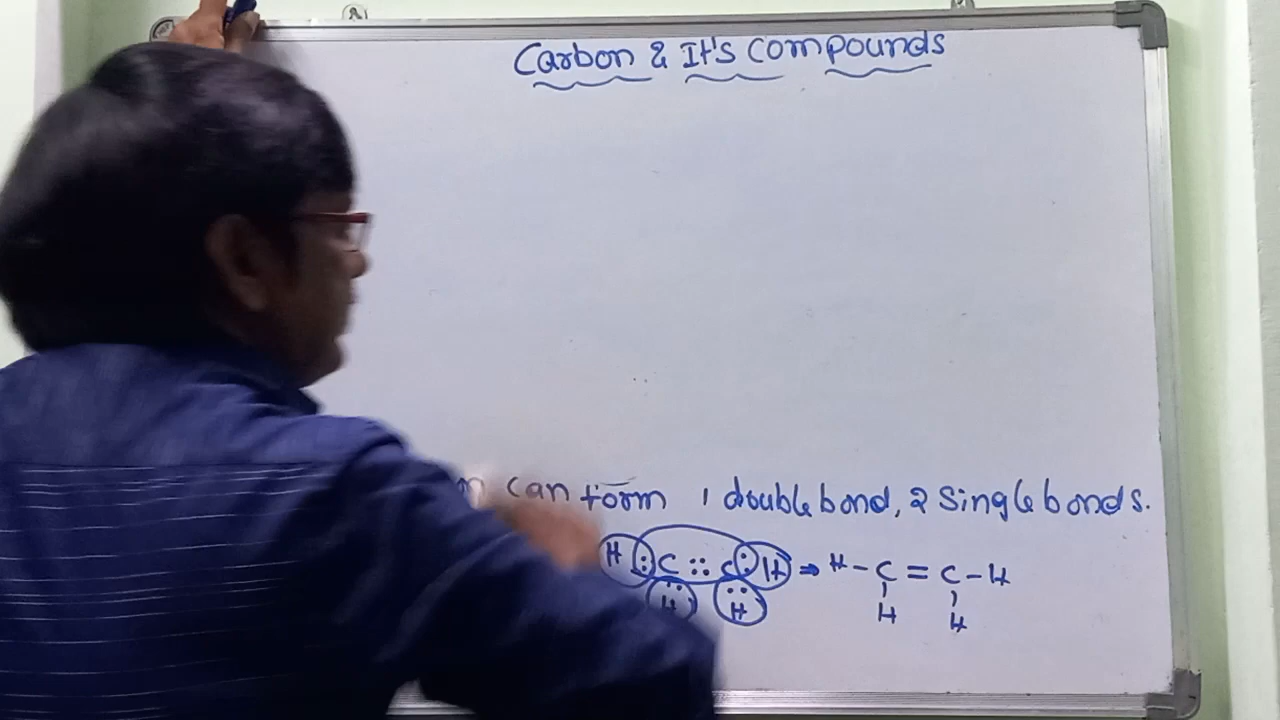 Carbon & It's Compounds
can form 1 double bond, 2 Single bonds.
H : C :: C : H ⇒ H - C = C - H
H H H H